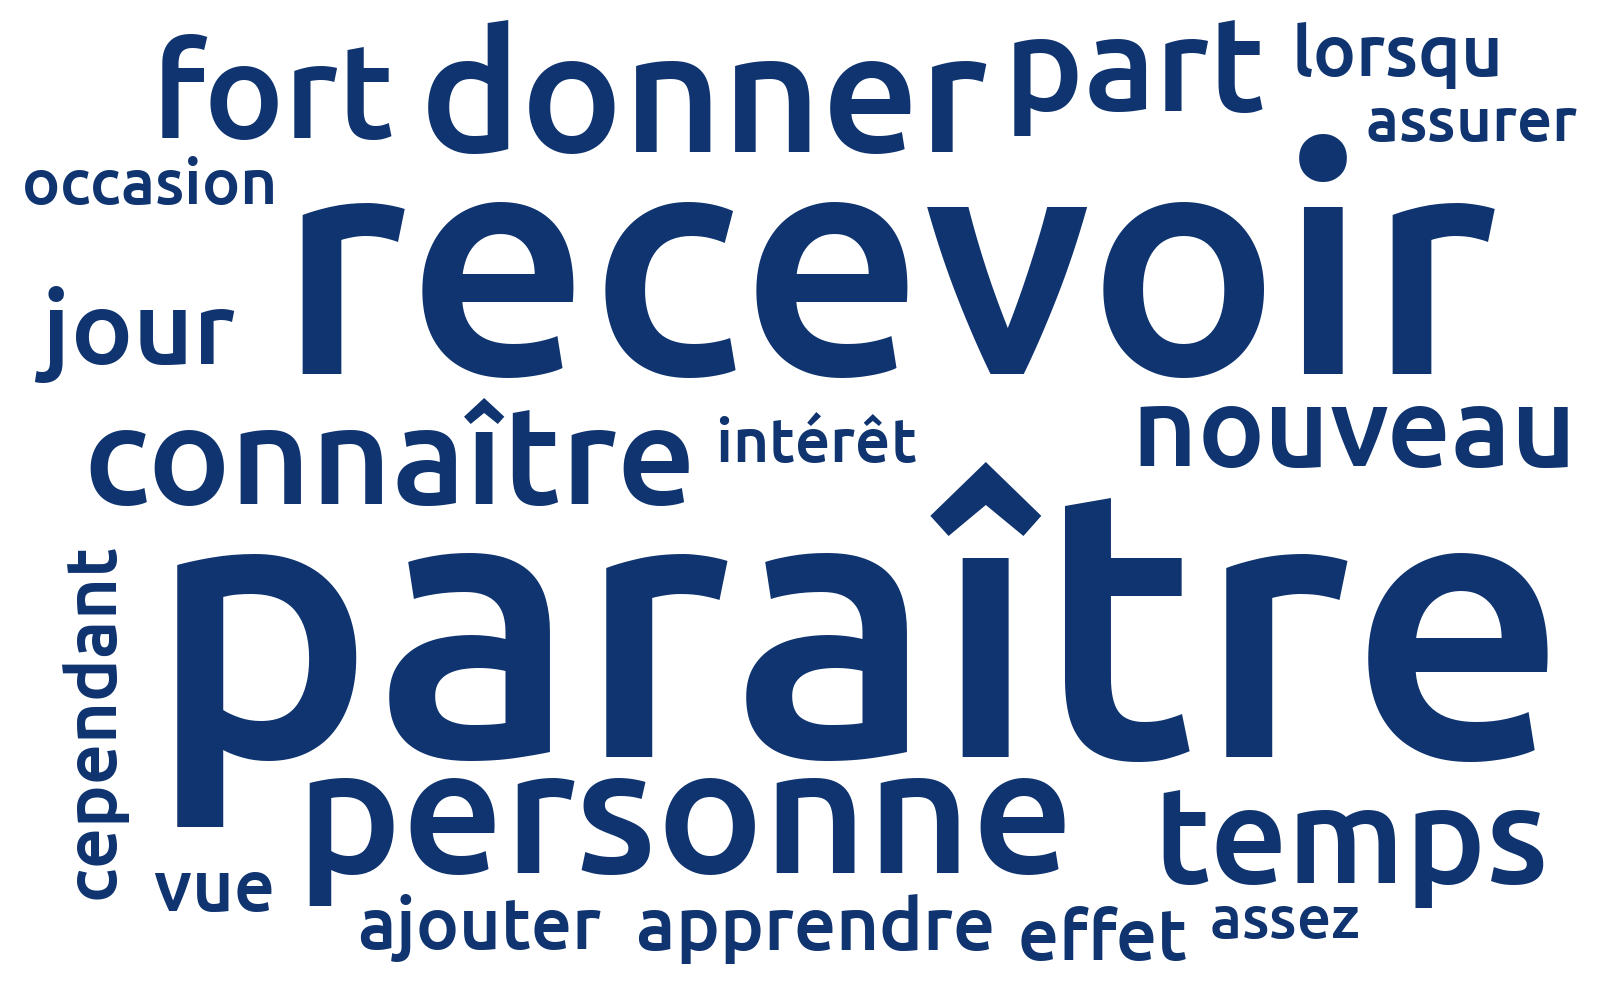 fort donner part lorsqu
assurer
occasion
recevoir
jour
connaître intérêt nouveau
paraître
cependant
personne temps
vue
ajouter apprendre effet assez